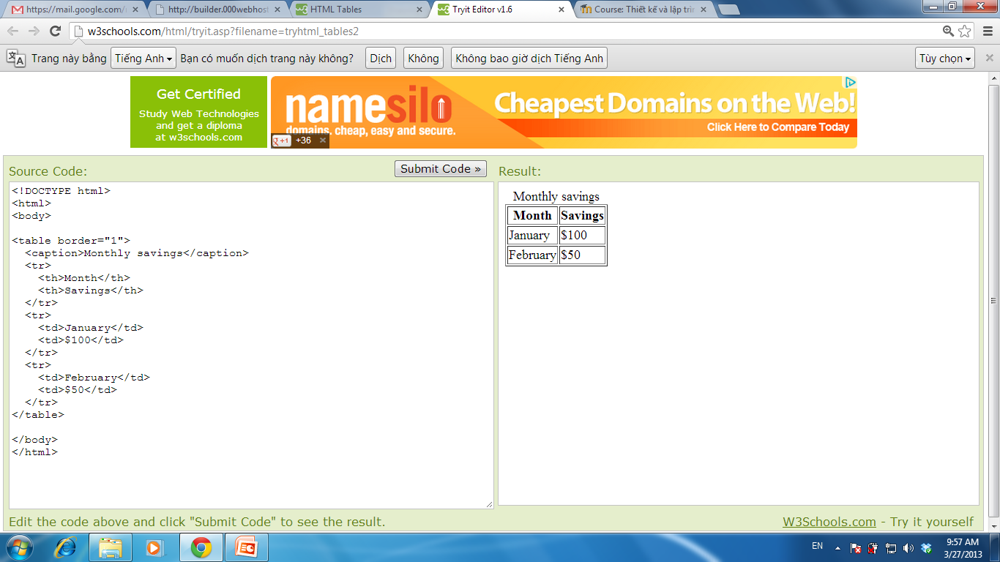 https://mail.google.com/
http://builder.000webhost
HTML Tables
Tryit Editor v1.6
Course: Thiết kế và lập trìn
w3schools.com/html/tryit.asp?filename=tryhtml_tables2
Trang này bằng Tiếng Anh Bạn có muốn dịch trang này không? Dịch Không Không bao giờ dịch Tiếng Anh Tùy chọn
Get Certified
Study Web Technologies
and get a diploma
at w3schools.com
namesilo
domains, cheap, easy and secure.
Cheapest Domains on the Web!
Click Here to Compare Today
+1 +36
Source Code:
Submit Code »
Result:
<!DOCTYPE html>
<html>
<body>
<table border="1">
<caption>Monthly savings</caption>
<tr>
<th>Month</th>
<th>Savings</th>
</tr>
<tr>
<td>January</td>
<td>$100</td>
</tr>
<tr>
<td>February</td>
<td>$50</td>
</tr>
</table>
</body>
</html>
Monthly savings
Month Savings
January $100
February $50
Edit the code above and click "Submit Code" to see the result.
W3Schools.com - Try it yourself
EN
9:57 AM
3/27/2013